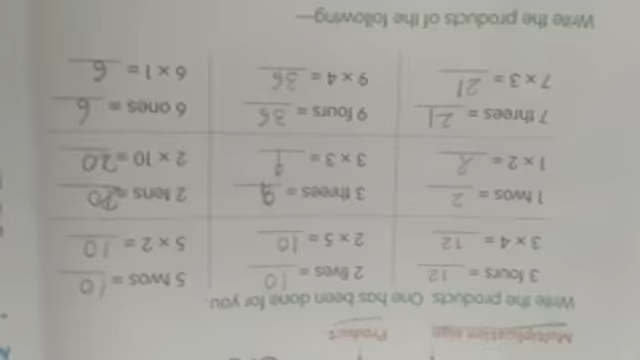 Multiplication sign Product
Write the products. One has been done for you.
3 fours = 12 2 fives = 10 5 twos = 10
3 × 4 = 12 2 × 5 = 10 5 × 2 = 10
1 twos = 2 3 threes = 9 2 tens = 20
1 × 2 = 2 3 × 3 = 9 2 × 10 = 20
7 threes = 21 9 fours = 36 6 ones = 6
7 × 3 = 21 9 × 4 = 36 6 × 1 = 6
Write the products of the following—